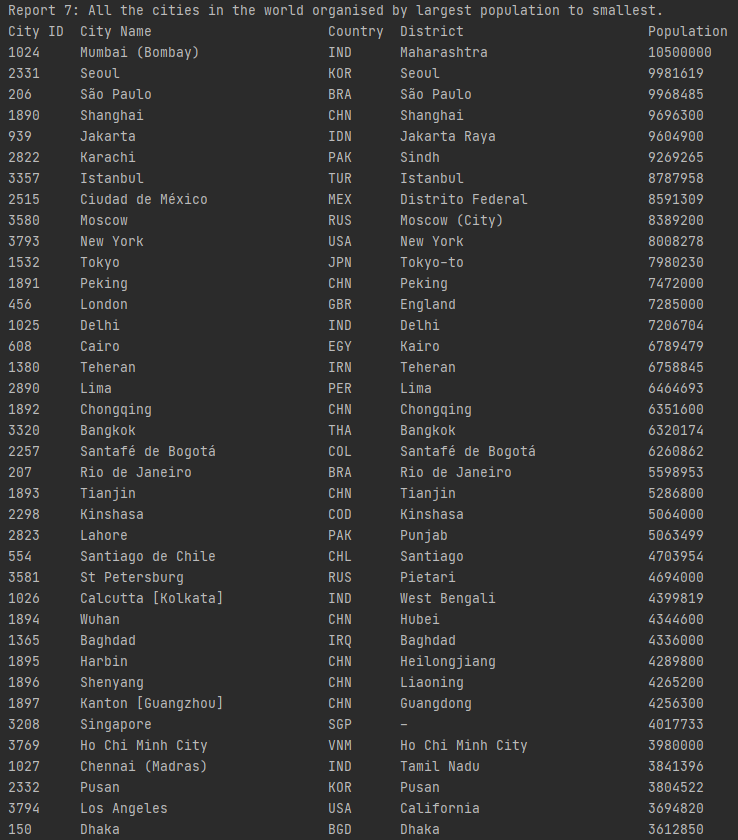 Report 7: All the cities in the world organised by largest population to smallest.
City ID City Name Country District Population
1024 Mumbai (Bombay) IND Maharashtra 10500000
2331 Seoul KOR Seoul 9981619
206 São Paulo BRA São Paulo 9968485
1890 Shanghai CHN Shanghai 9696300
939 Jakarta IDN Jakarta Raya 9604900
2822 Karachi PAK Sindh 9269265
3357 Istanbul TUR Istanbul 8787958
2515 Ciudad de México MEX Distrito Federal 8591309
3580 Moscow RUS Moscow (City) 8389200
3793 New York USA New York 8008278
1532 Tokyo JPN Tokyo-to 7980230
1891 Peking CHN Peking 7472000
456 London GBR England 7285000
1025 Delhi IND Delhi 7206704
608 Cairo EGY Kairo 6789479
1380 Teheran IRN Teheran 6758845
2890 Lima PER Lima 6464693
1892 Chongqing CHN Chongqing 6351600
3320 Bangkok THA Bangkok 6320174
2257 Santafé de Bogotá COL Santafé de Bogotá 6260862
207 Rio de Janeiro BRA Rio de Janeiro 5598953
1893 Tianjin CHN Tianjin 5286800
2298 Kinshasa COD Kinshasa 5064000
2823 Lahore PAK Punjab 5063499
554 Santiago de Chile CHL Santiago 4703954
3581 St Petersburg RUS Pietari 4694000
1026 Calcutta [Kolkata] IND West Bengali 4399819
1894 Wuhan CHN Hubei 4344600
1365 Baghdad IRQ Baghdad 4336000
1895 Harbin CHN Heilongjiang 4289800
1896 Shenyang CHN Liaoning 4265200
1897 Kanton [Guangzhou] CHN Guangdong 4256300
3208 Singapore SGP – 4017733
3769 Ho Chi Minh City VNM Ho Chi Minh City 3980000
1027 Chennai (Madras) IND Tamil Nadu 3841396
2332 Pusan KOR Pusan 3804522
3794 Los Angeles USA California 3694820
150 Dhaka BGD Dhaka 3612850